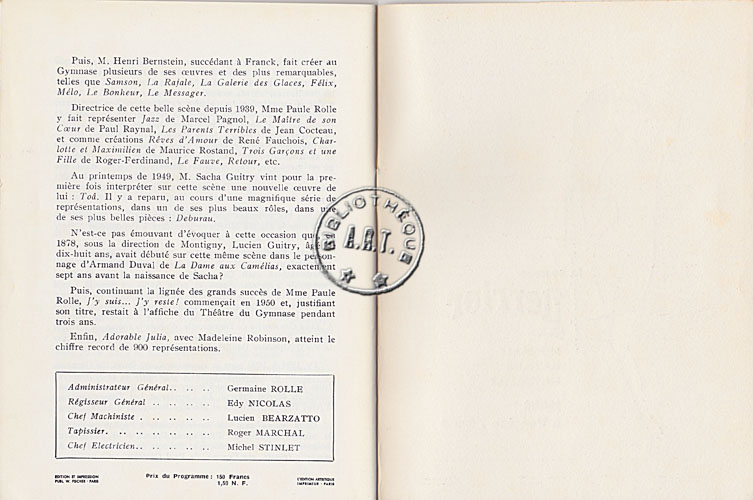 Puis, M. Henri Bernstein, succédant à Franck, fait créer au
Gymnase plusieurs de ses œuvres et des plus remarquables,
telles que Samson, La Rafale, La Galerie des Glaces, Félix,
Mélo, Le Bonheur, Le Messager.
Directrice de cette belle scène depuis 1939, Mme Paule Rolle
y fait représenter Jazz de Marcel Pagnol, Le Maître de son
Cœur de Paul Raynal, Les Parents Terribles de Jean Cocteau,
et comme créations Rêves d'Amour de René Fauchois, Char-
lotte et Maximilien de Maurice Rostand, Trois Garçons et une
Fille de Roger-Ferdinand, Le Fauve, Retour, etc.
Au printemps de 1949, M. Sacha Guitry vint pour la pre-
mière fois interpréter sur cette scène une nouvelle œuvre de
lui : Toâ. Il y a reparu, au cours d'une magnifique série de
représentations, dans un de ses plus beaux rôles, dans une
de ses plus belles pièces : Deburau.
N'est-ce pas émouvant d'évoquer à cette occasion
1878, sous la direction de Montigny, Lucien Guitry,
dix-huit ans, avait débuté sur cette même scène dans le
nage d'Armand Duval de La Dame aux Camélias,
sept ans avant la naissance de Sacha?
Puis, continuant la lignée des grands succès de Mme Paule
Rolle, J'y suis... J'y reste! commençait en 1950 et, justifiant
son titre, restait à l'affiche du Théâtre du Gymnase pendant
trois ans.
Enfin, Adorable Julia, avec Madeleine Robinson, atteint le
chiffre record de 900 représentations.
Administrateur Général.. .. .. Germaine ROLLE
Régisseur Général .. .. .. .. Edy NICOLAS
Chef Machiniste . .. .. .. .. Lucien BEARZATTO
Tapissier. .. .. .. .. .. .. .. Roger MARCHAL
Chef Electricien.. .. .. .. .. Michel STINLET
EDITION ET IMPRESSION
PUBL. W. FISCHER - PARIS
Prix du Programme : 150 Francs
1,50 N. F.
L'EDITION ARTISTIQUE
IMPRIMEUR - PARIS
BIBLIOTHÈQUE
A.R.T.